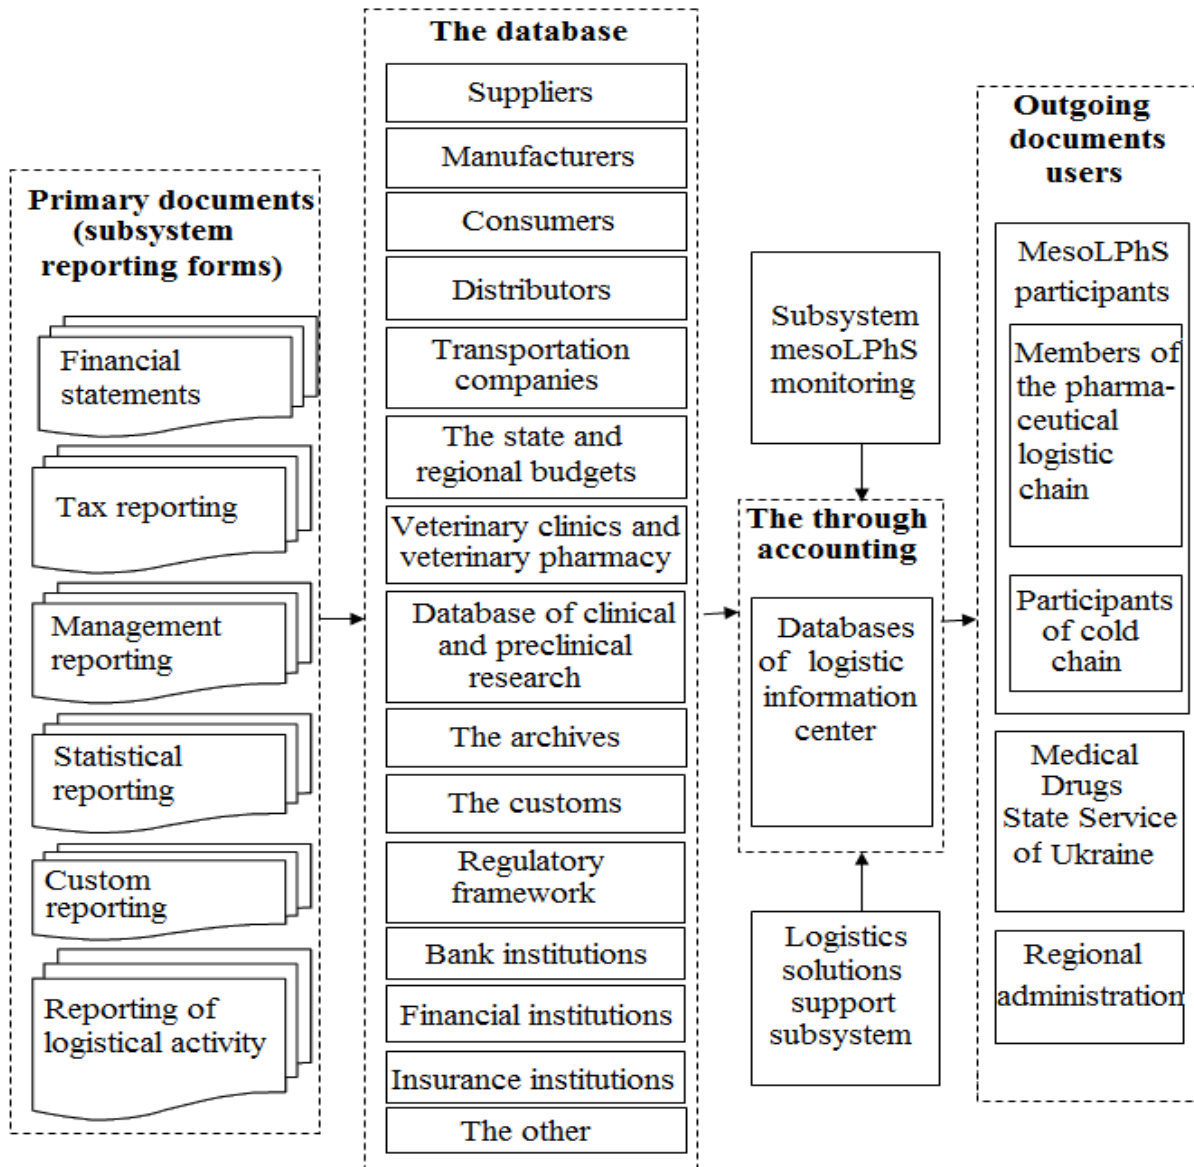 Primary documents
(subsystem
reporting forms)
Financial
statements
Tax reporting
Management
reporting
Statistical
reporting
Custom
reporting
Reporting of
logistical activity
The database
Suppliers
Manufacturers
Consumers
Distributors
Transportation
companies
The state and
regional budgets
Veterinary clinics and
veterinary pharmacy
Database of clinical
and preclinical
research
The archives
The customs
Regulatory
framework
Bank institutions
Financial institutions
Insurance institutions
The other
Subsystem
mesoLPhS
monitoring
The through
accounting
Databases
of logistic
information
center
Logistics
solutions
support
subsystem
Outgoing
documents
users
MesoLPhS
participants
Members of
the pharma-
ceutical
logistic
chain
Participants
of cold
chain
Medical
Drugs
State Service
of Ukraine
Regional
administration